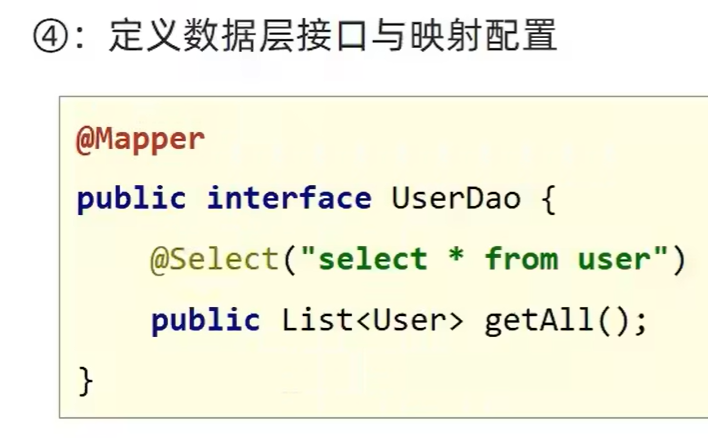 ④：定义数据层接口与映射配置
@Mapper
public interface UserDao {
    @Select("select * from user")
    public List<User> getAll();
}